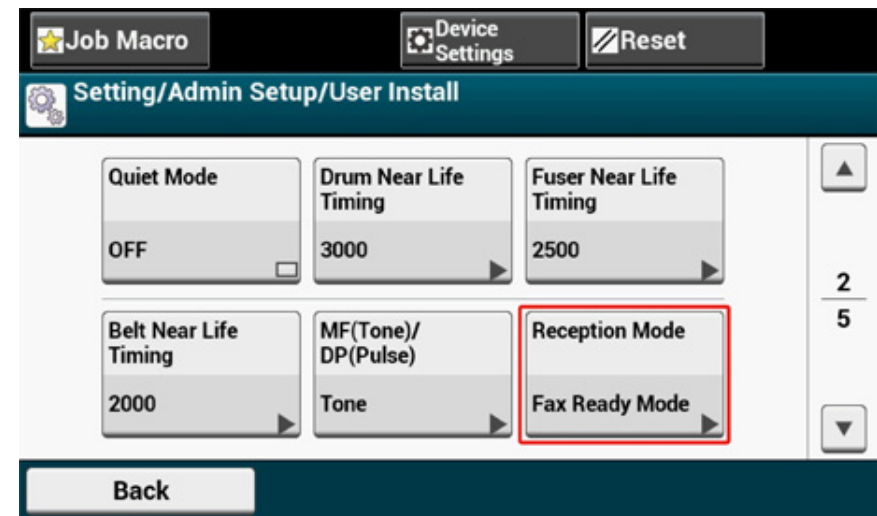 Job Macro
Device
Settings
Reset
Setting/Admin Setup/User Install
Quiet Mode
OFF
Drum Near Life
Timing
3000
Fuser Near Life
Timing
2500
Belt Near Life
Timing
2000
MF(Tone)/
DP(Pulse)
Tone
Reception Mode
Fax Ready Mode
2
5
Back